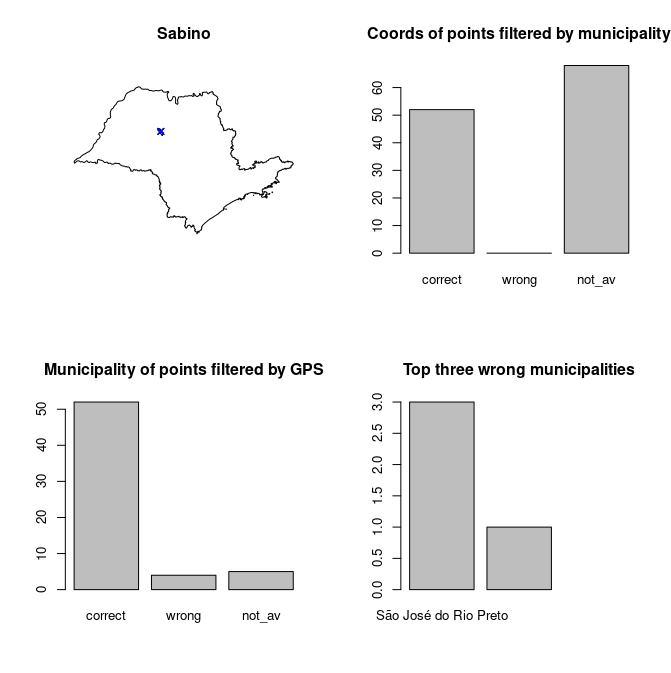 Sabino
Coords of points filtered by municipality
60
50
40
30
20
10
0
correct wrong not_av
Municipality of points filtered by GPS
50
40
30
20
10
0
correct wrong not_av
Top three wrong municipalities
3.0
2.5
2.0
1.5
1.0
0.5
0.0
São José do Rio Preto